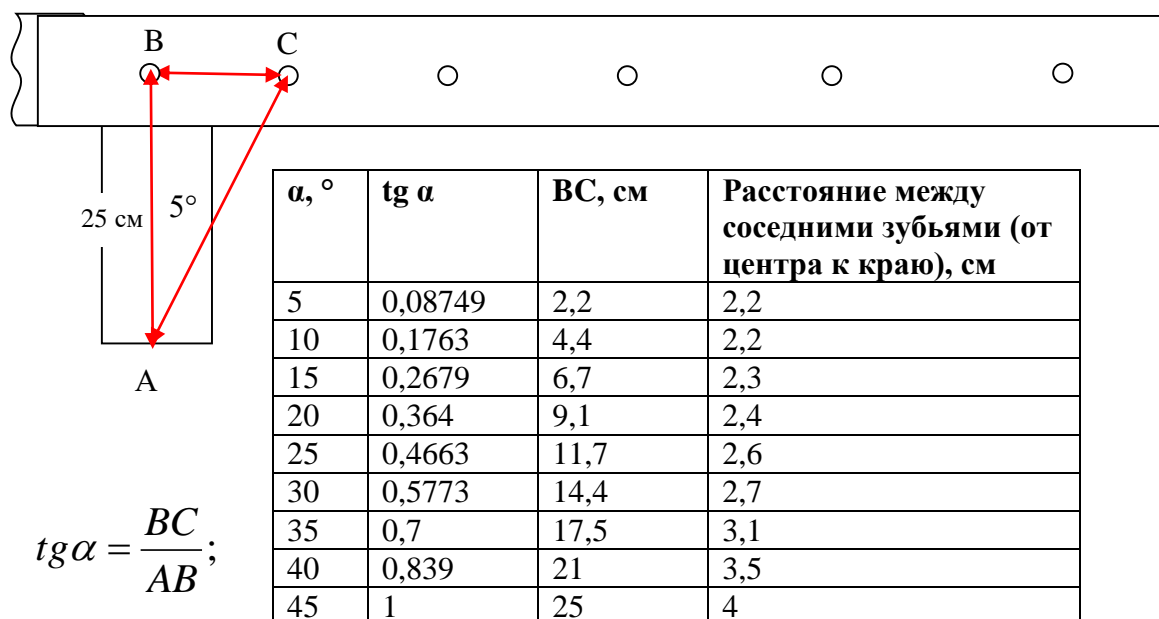 B
C
25 см
5°
A
α, ° tg α BC, см Расстояние между
соседними зубьями (от
центра к краю), см
5 0,08749 2,2 2,2
10 0,1763 4,4 2,2
15 0,2679 6,7 2,3
20 0,364 9,1 2,4
25 0,4663 11,7 2,6
30 0,5773 14,4 2,7
35 0,7 17,5 3,1
40 0,839 21 3,5
45 1 25 4
tgα = BC/AB;